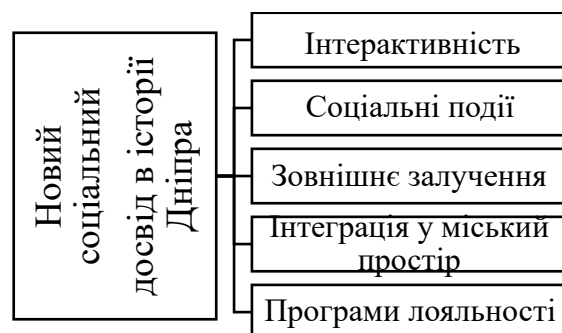 Новий
соціальний
досвід в історії
Дніпра
Інтерактивність
Соціальні події
Зовнішнє залучення
Інтеграція у міський
простір
Програми лояльності